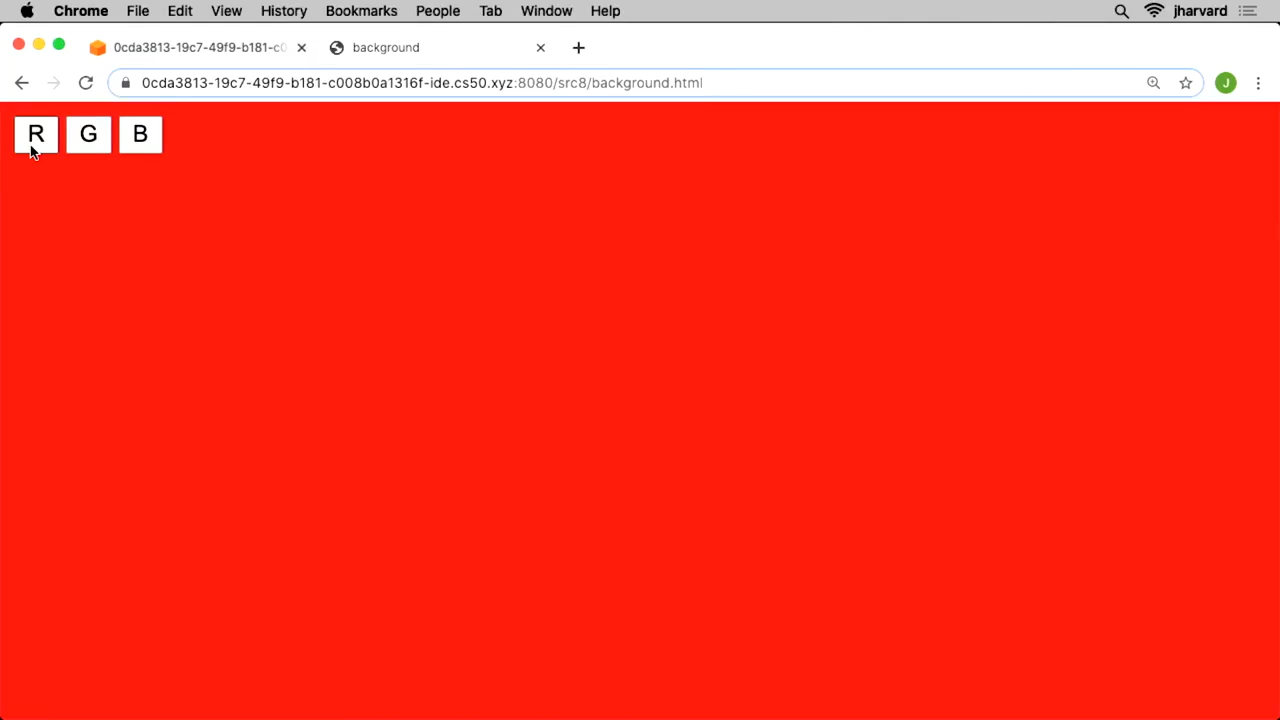 Chrome File Edit View History Bookmarks People Tab Window Help jharvard
0cda3813-19c7-49f9-b181-c0 background
0cda3813-19c7-49f9-b181-c008b0a1316f-ide.cs50.xyz:8080/src8/background.html J
R G B